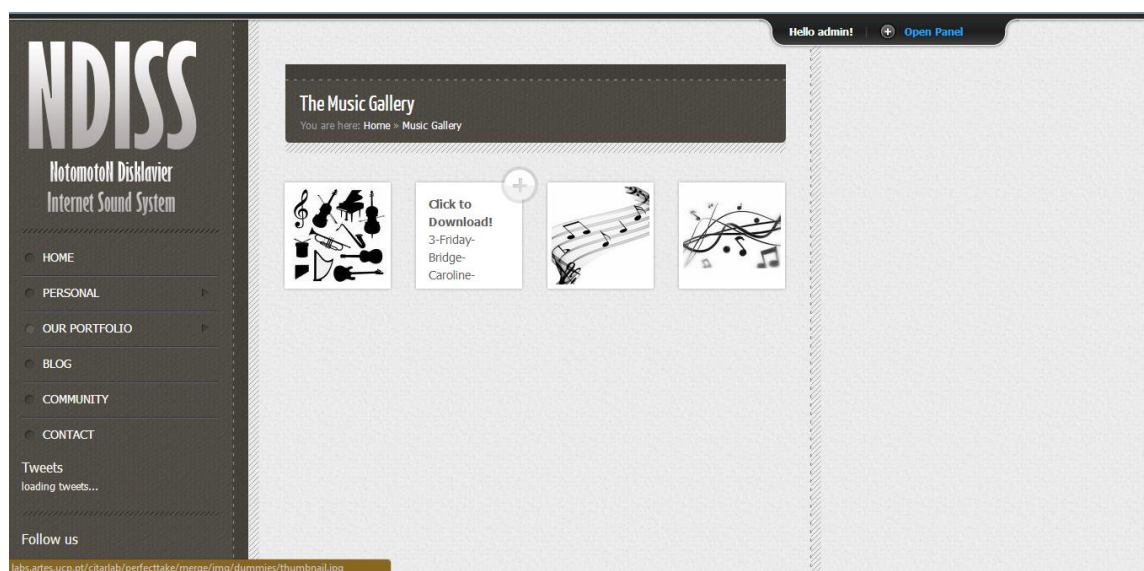 Hello admin!
Open Panel
NDISS
NotomotoN Disklavier
Internet Sound System
HOME
PERSONAL
OUR PORTFOLIO
BLOG
COMMUNITY
CONTACT
Tweets
loading tweets...
Follow us
The Music Gallery
You are here: Home » Music Gallery
Click to
Download!
3-Friday-
Bridge-
Caroline-
labs.artes.ucp.pt/citarlab/perfecttake/merge/img/dummies/thumbnail.jpg